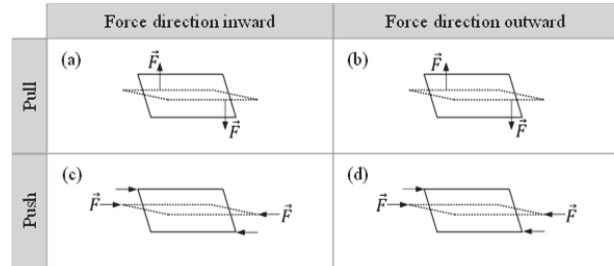 Force direction inward
Force direction outward
Pull
(a)
F
F
(b)
F
F
Push
(c)
F
F
(d)
F
F